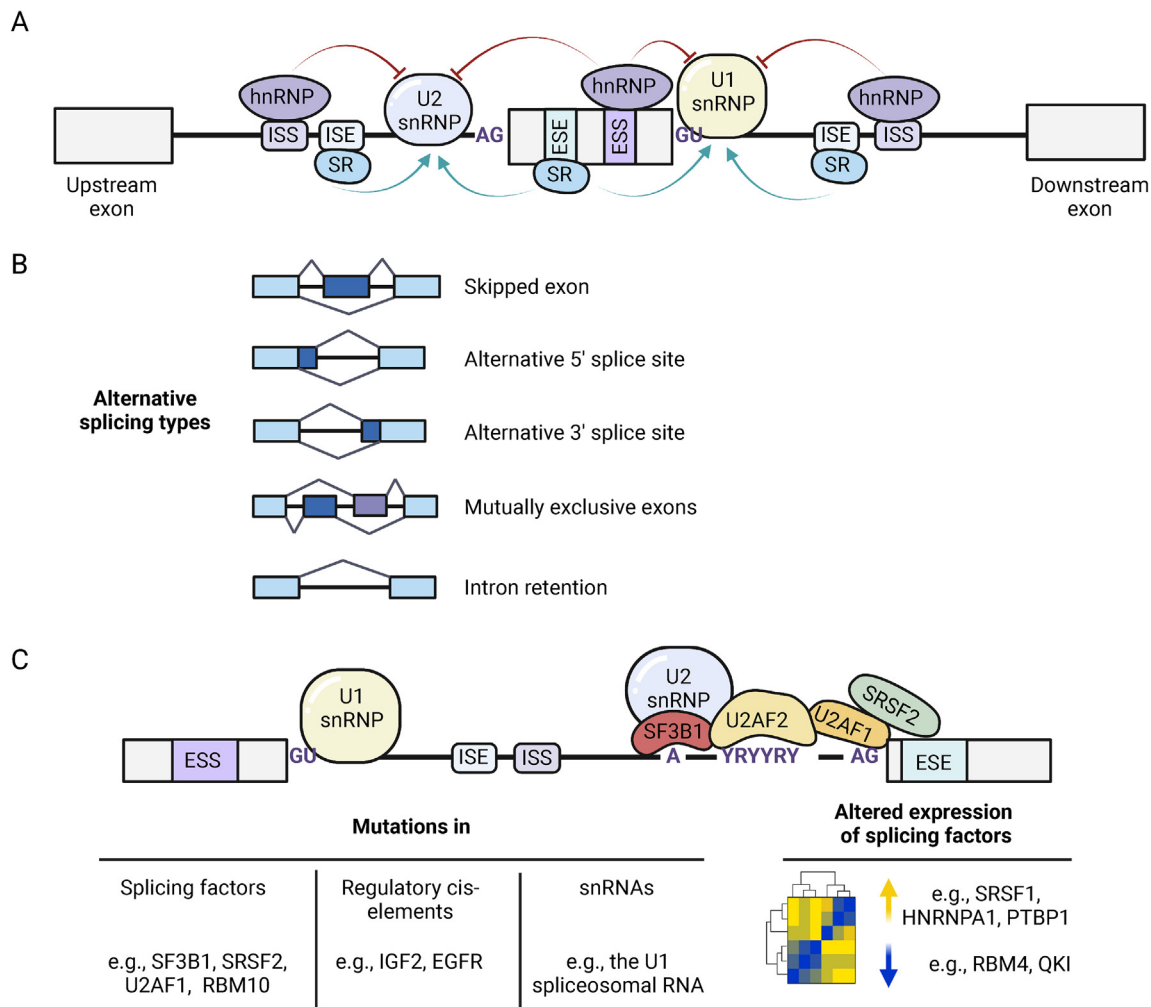 A
hnRNP
ISS
ISE
SR
U2
snRNP
AG
ESE
SR
hnRNP
ESS
GU
U1
snRNP
ISE
SR
hnRNP
ISS
Upstream
exon
Downstream
exon
B
Alternative
splicing types
Skipped exon
Alternative 5' splice site
Alternative 3' splice site
Mutually exclusive exons
Intron retention
C
ESS
GU
U1
snRNP
ISE
ISS
U2
snRNP
SF3B1
U2AF2
U2AF1
SRSF2
A
YRYYRY
AG
ESE
Mutations in
Splicing factors
e.g., SF3B1, SRSF2,
U2AF1, RBM10
Regulatory cis-
elements
e.g., IGF2, EGFR
snRNAs
e.g., the U1
spliceosomal RNA
Altered expression
of splicing factors
e.g., SRSF1,
HNRNPA1, PTBP1
e.g., RBM4, QKI